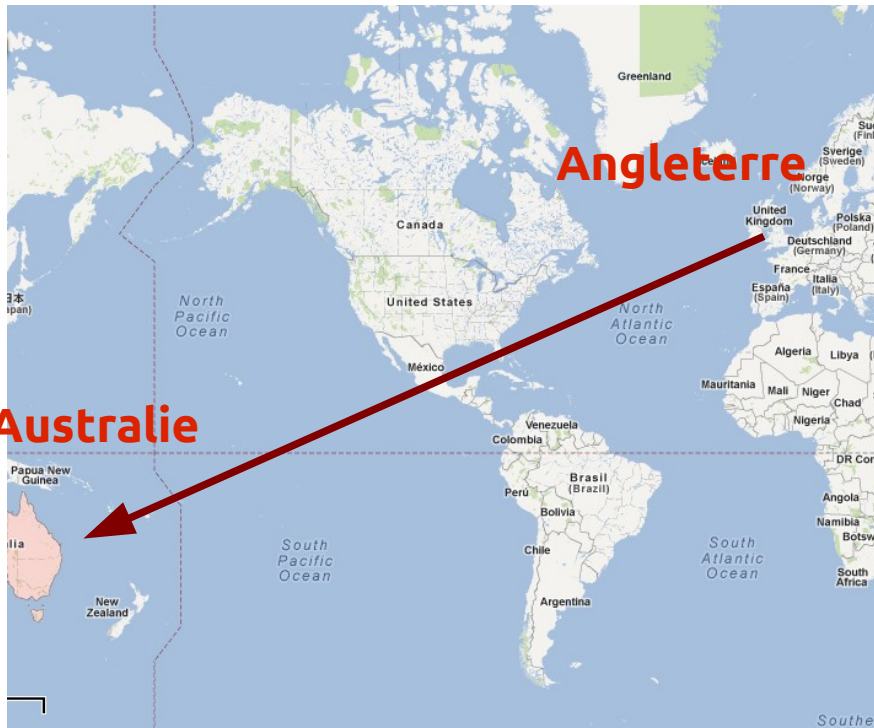 Greenland
Angleterre
Sverige
(Sweden)
Norge
(Norway)
United
Kingdom
Polska
(Poland)
Canada
Deutschland
(Germany)
France
Italia
(Italy)
España
(Spain)
日本
North
Pacific
Ocean
United States
North
Atlantic
Ocean
México
Algeria
Libya
Mauritania
Mali
Niger
Chad
Nigeria
Australie
Venezuela
Colombia
Papua New
Guinea
DR Con
Brasil
(Brazil)
Perú
Angola
Bolivia
Namibia
Botsw
alia
South
Pacific
Ocean
Chile
South
Atlantic
Ocean
South
Africa
New
Zealand
Argentina
Southe